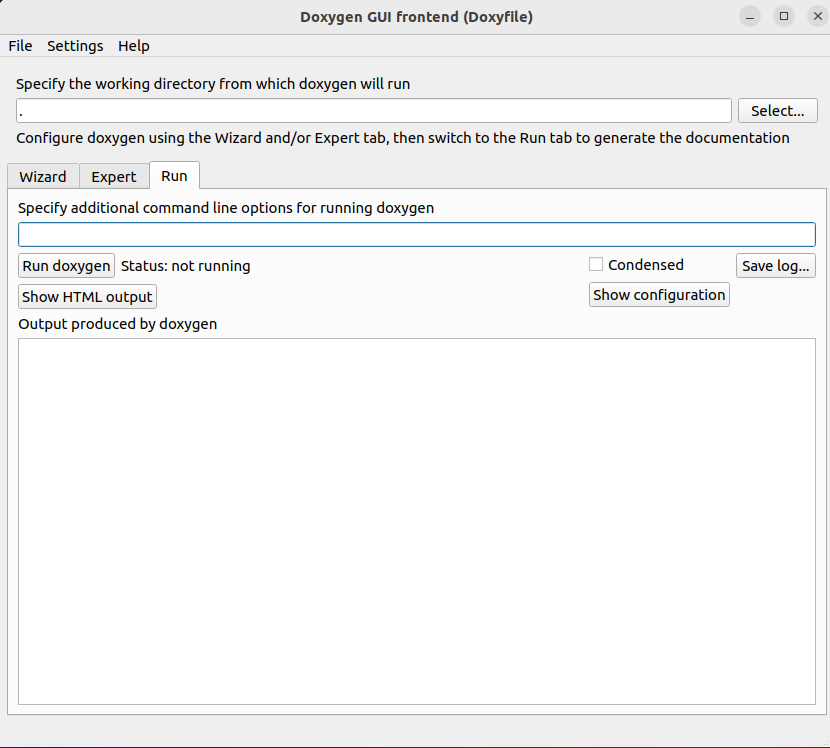 Doxygen GUI frontend (Doxyfile)
File Settings Help
Specify the working directory from which doxygen will run
.
Select...
Configure doxygen using the Wizard and/or Expert tab, then switch to the Run tab to generate the documentation
Wizard Expert Run
Specify additional command line options for running doxygen
Run doxygen Status: not running Condensed Save log...
Show HTML output Show configuration
Output produced by doxygen